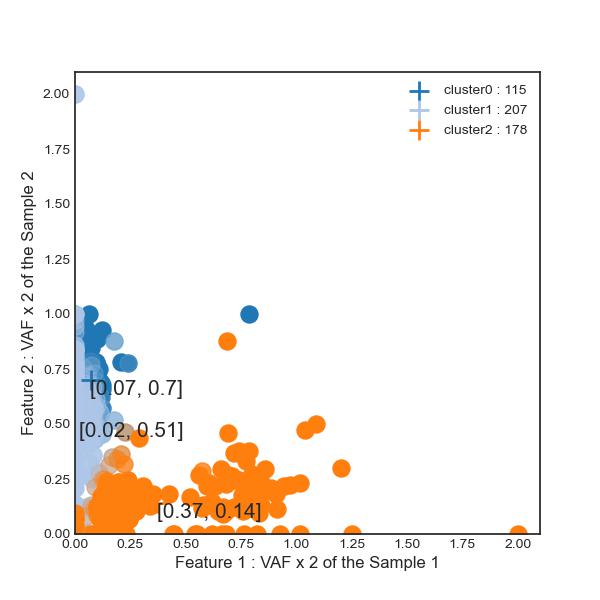 cluster0 : 115
cluster1 : 207
cluster2 : 178
2.00
1.75
1.50
1.25
1.00
0.75
0.50
0.25
0.00
Feature 2 : VAF x 2 of the Sample 2
[0.07, 0.7]
[0.02, 0.51]
[0.37, 0.14]
0.00 0.25 0.50 0.75 1.00 1.25 1.50 1.75 2.00
Feature 1 : VAF x 2 of the Sample 1